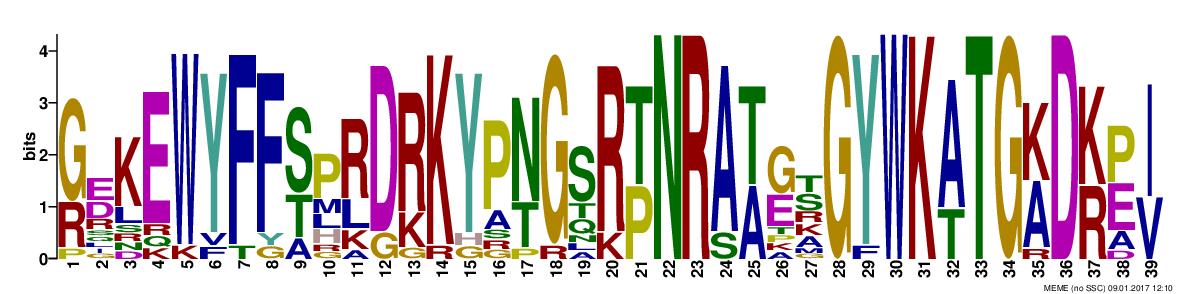 bits
4
3
2
1
0
GEKEWYFFSPRDRKYPNGSRTNRATGTGYWKATGKDKPI
RDLRKVTYTMLGKRHATRTKPSAESFTAREV
1 2 3 4 5 6 7 8 9 10 11 12 13 14 15 16 17 18 19 20 21 22 23 24 25 26 27 28 29 30 31 32 33 34 35 36 37 38 39
MEME (no SSC) 09.01.2017 12:10